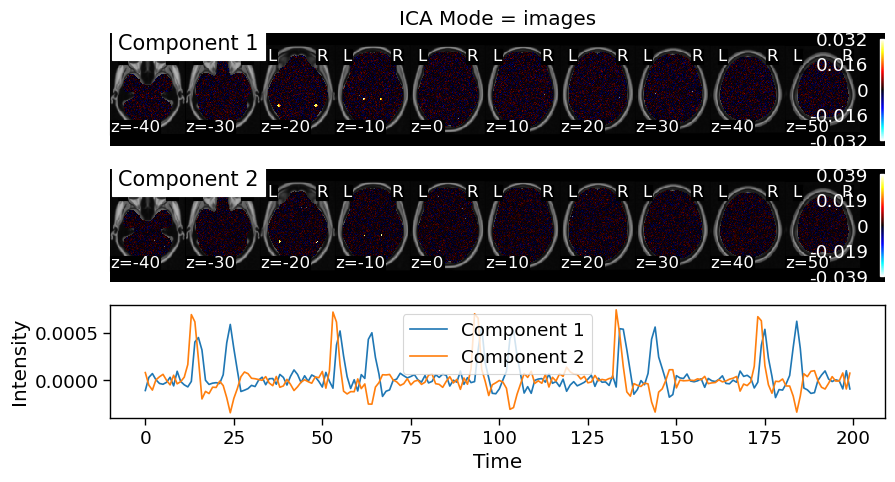 ICA Mode = images
Component 1
L R L R L R L R L R L R L R L R
z=-40 z=-30 z=-20 z=-10 z=0 z=10 z=20 z=30 z=40 z=50
0.032
0.016
0
-0.016
-0.032
Component 2
L R L R L R L R L R L R L R L R
z=-40 z=-30 z=-20 z=-10 z=0 z=10 z=20 z=30 z=40 z=50
0.039
0.019
0
-0.019
-0.039
Intensity
0.0005
0.0000
Component 1
Component 2
0 25 50 75 100 125 150 175 200
Time